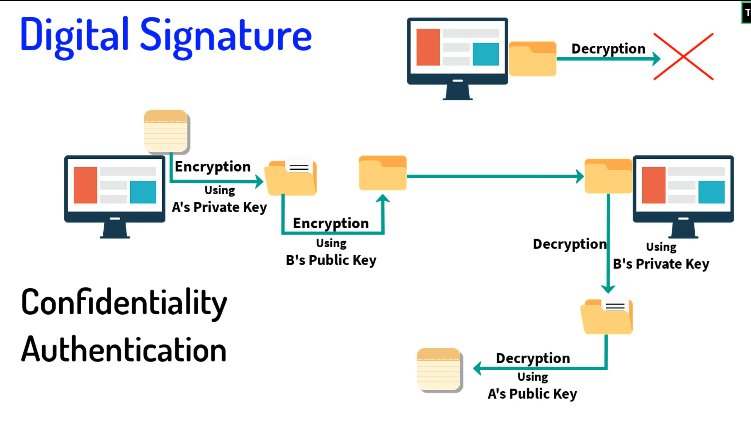 Digital Signature
T
Decryption
Encryption
Using
A's Private Key
Encryption
Using
B's Public Key
Decryption
Using
B's Private Key
Confidentiality
Authentication
Decryption
Using
A's Public Key